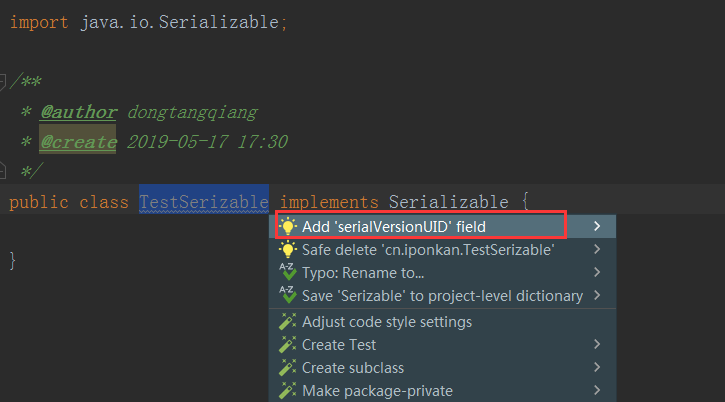 import java.io.Serializable;
/**
* @author dongtangqiang
* @create 2019-05-17 17:30
*/
public class TestSerizable implements Serializable {
Add 'serialVersionUID' field
}
Safe delete 'cn.iponkan.TestSerizable'
Typo: Rename to...
Save 'Serizable' to project-level dictionary
Adjust code style settings
Create Test
Create subclass
Make package-private